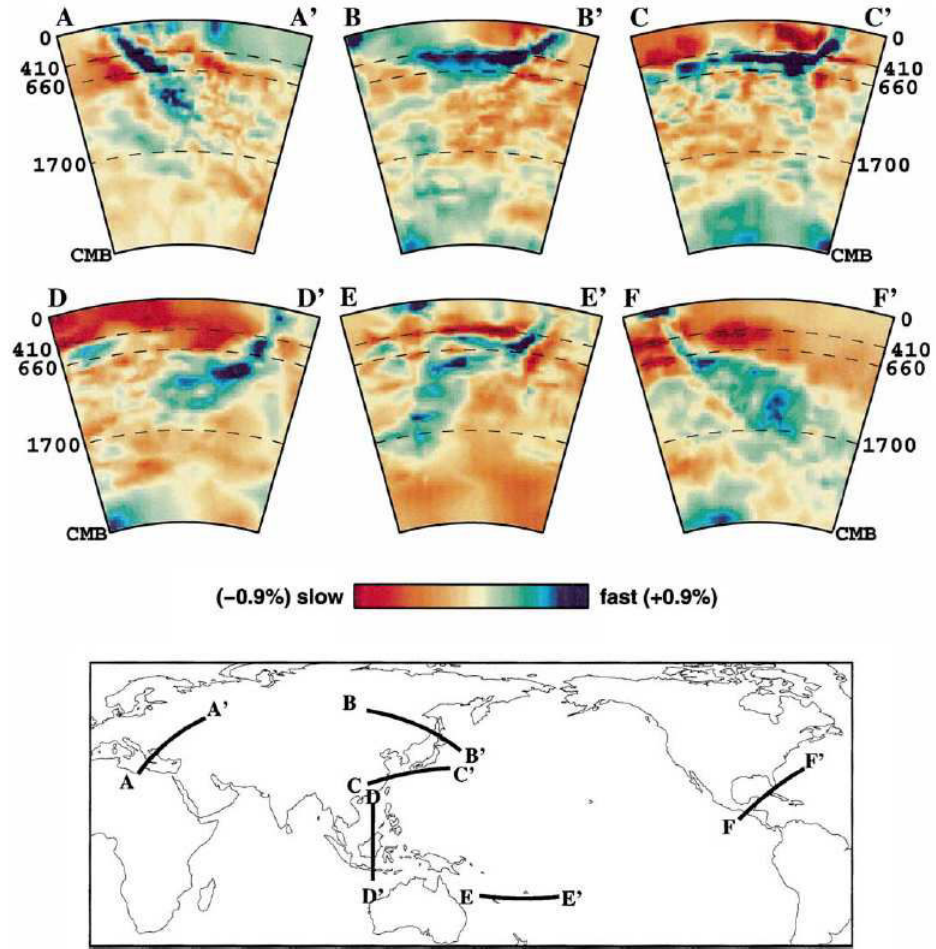 A A’ B B’ C C’
0 0
410 410
660 660
1700 1700
CMB CMB
D D’ E E’ F F’
0 0
410 410
660 660
1700 1700
CMB CMB
(−0.9%) slow fast (+0.9%)
A’ B
B’
A C C’
D F’
F
D’ E E’